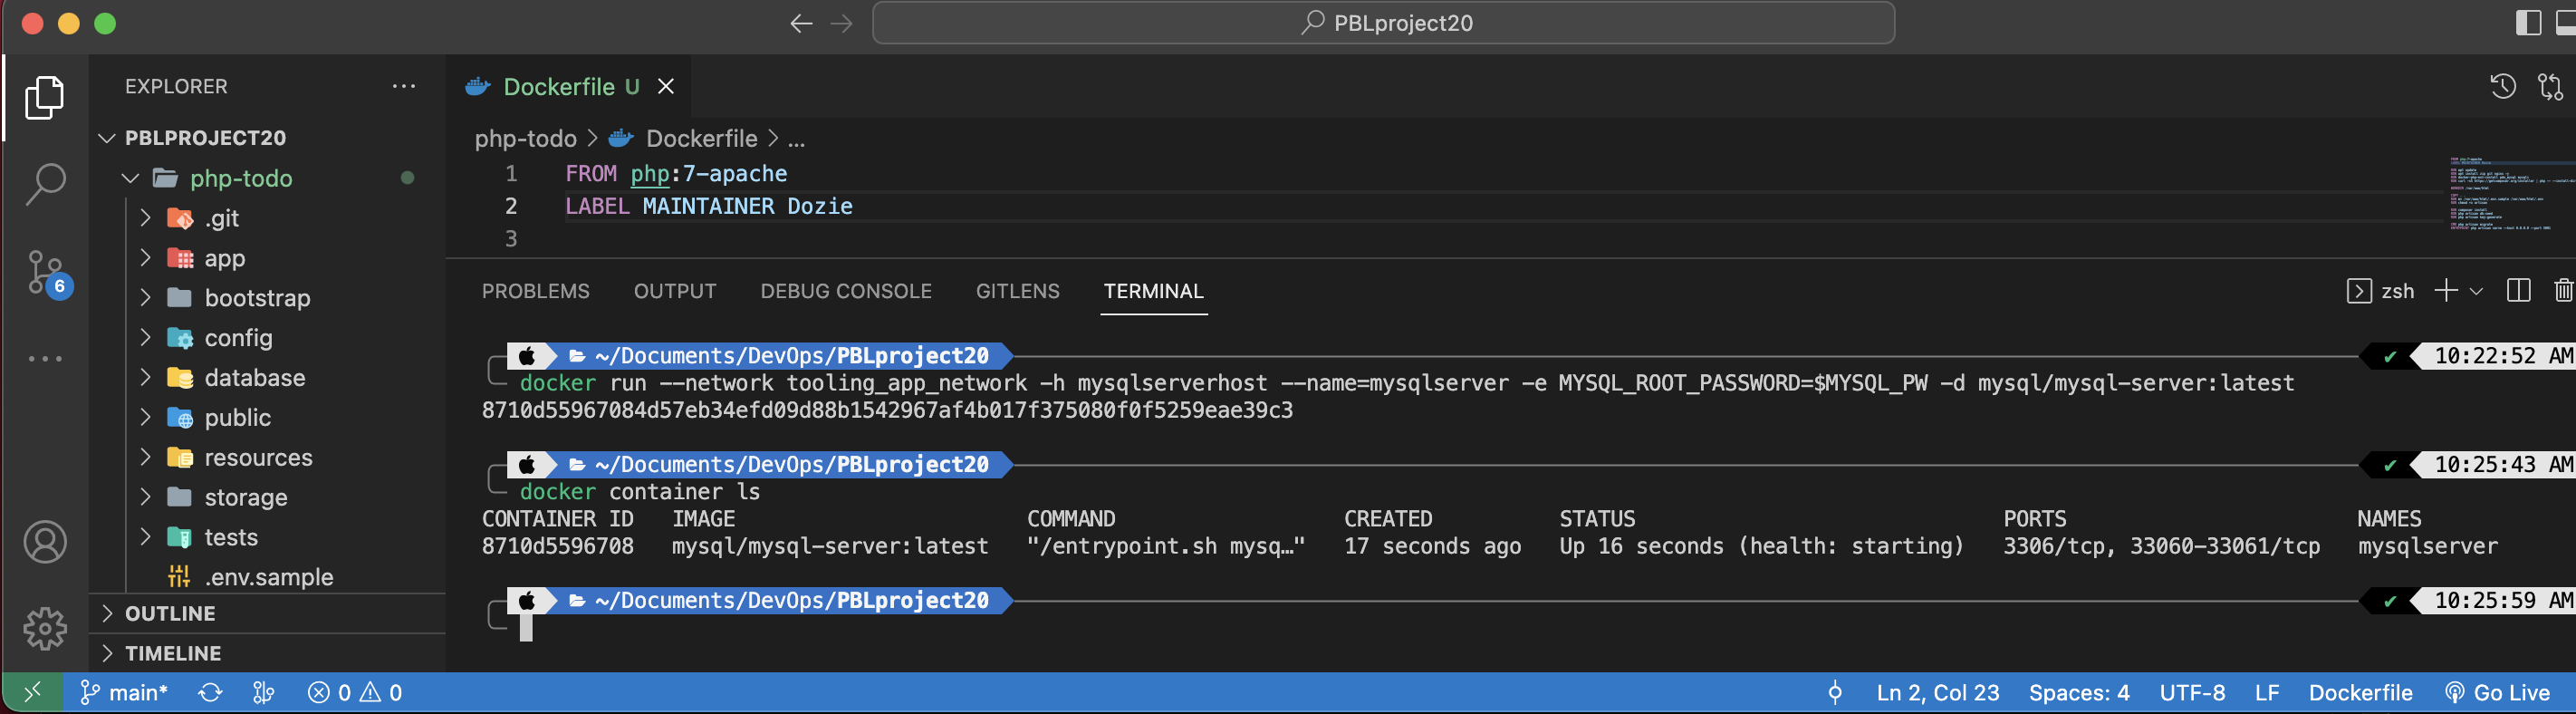 PBLproject20
EXPLORER
PBLPROJECT20
php-todo
.git
app
bootstrap
config
database
public
resources
storage
tests
.env.sample
OUTLINE
TIMELINE
6
Dockerfile U
php-todo > Dockerfile > ...
1 FROM php:7-apache
2 LABEL MAINTAINER Dozie
3
PROBLEMS OUTPUT DEBUG CONSOLE GITLENS TERMINAL
zsh
~/Documents/DevOps/PBLproject20 10:22:52 AM
docker run --network tooling_app_network -h mysqlserverhost --name=mysqlserver -e MYSQL_ROOT_PASSWORD=$MYSQL_PW -d mysql/mysql-server:latest
8710d55967084d57eb34efd09d88b1542967af4b017f375080f0f5259eae39c3
~/Documents/DevOps/PBLproject20 10:25:43 AM
docker container ls
CONTAINER ID IMAGE COMMAND CREATED STATUS PORTS NAMES
8710d5596708 mysql/mysql-server:latest "/entrypoint.sh mysq…" 17 seconds ago Up 16 seconds (health: starting) 3306/tcp, 33060-33061/tcp mysqlserver
~/Documents/DevOps/PBLproject20 10:25:59 AM
main* 0 0 Ln 2, Col 23 Spaces: 4 UTF-8 LF Dockerfile Go Live